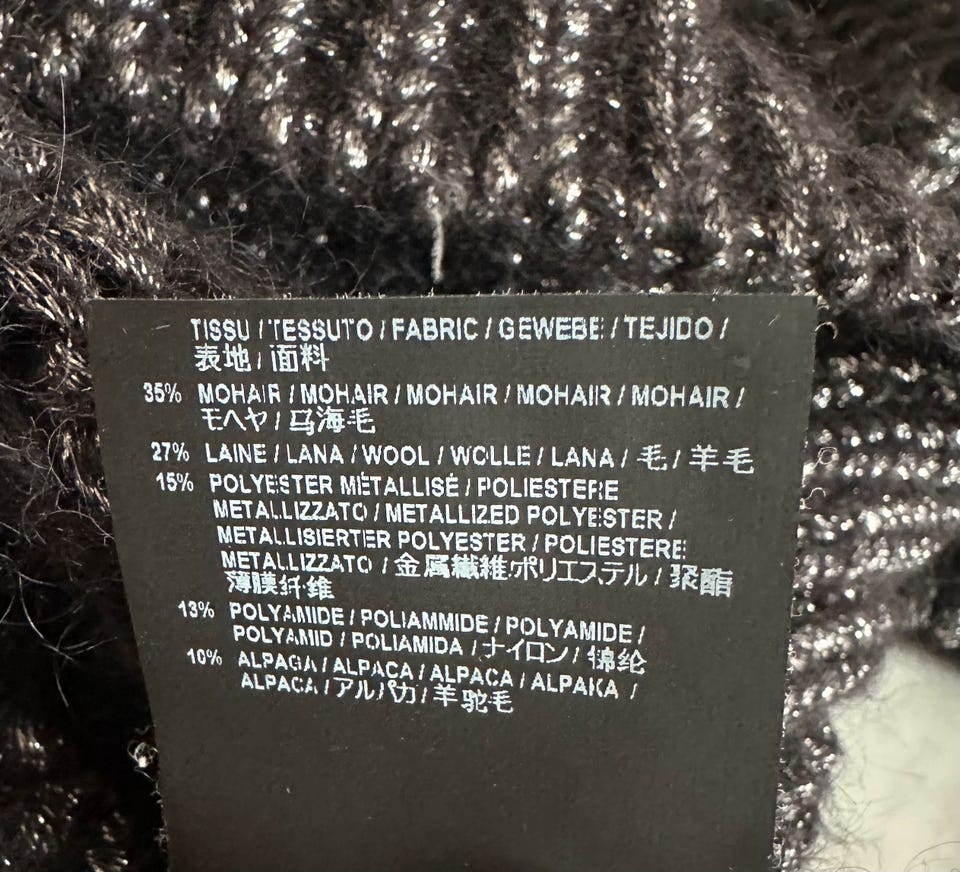 TISSU / TESSUTO / FABRIC / GEWEBE / TEJIDO /
表地 / 面料
35% MOHAIR / MOHAIR / MOHAIR / MOHAIR / MOHAIR /
モヘヤ / 马海毛
27% LAINE / LANA / WOOL / WOLLE / LANA / 毛 / 羊毛
15% POLYESTER MÉTALLISÉ / POLIESTERE
METALLIZZATO / METALLIZED POLYESTER /
METALLISIERTER POLYESTER / POLIESTERE
METALLIZZATO / 金属繊維ポリエステル / 聚酯
薄膜纤维
13% POLYAMIDE / POLIAMMIDE / POLYAMIDE /
POLYAMID / POLIAMIDA / ナイロン / 锦纶
10% ALPAGA / ALPACA / ALPACA / ALPAKA /
ALPACA / アルパカ / 羊驼毛